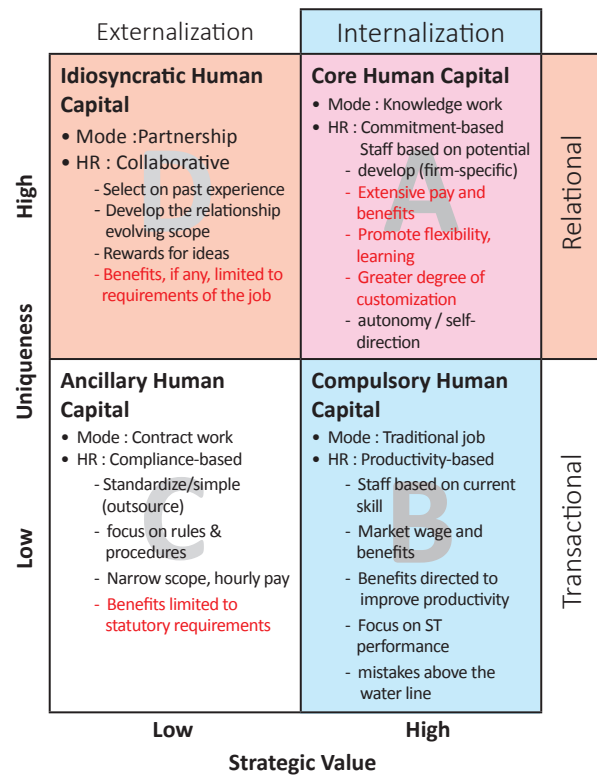 Externalization
Internalization
Idiosyncratic Human
Capital
• Mode :Partnership
• HR : Collaborative
- Select on past experience
- Develop the relationship
evolving scope
- Rewards for ideas
- Benefits, if any, limited to
requirements of the job
D
Core Human Capital
• Mode : Knowledge work
• HR : Commitment-based
Staff based on potential
- develop (firm-specific)
- Extensive pay and
benefits
- Promote flexibility,
learning
- Greater degree of
customization
- autonomy / self-
direction
A
Relational
High
Uniqueness
Low
Ancillary Human
Capital
• Mode : Contract work
• HR : Compliance-based
- Standardize/simple
(outsource)
- focus on rules &
procedures
- Narrow scope, hourly pay
- Benefits limited to
statutory requirements
C
Compulsory Human
Capital
• Mode : Traditional job
• HR : Productivity-based
- Staff based on current
skill
- Market wage and
benefits
- Benefits directed to
improve productivity
- Focus on ST
performance
- mistakes above the
water line
B
Transactional
Low
High
Strategic Value